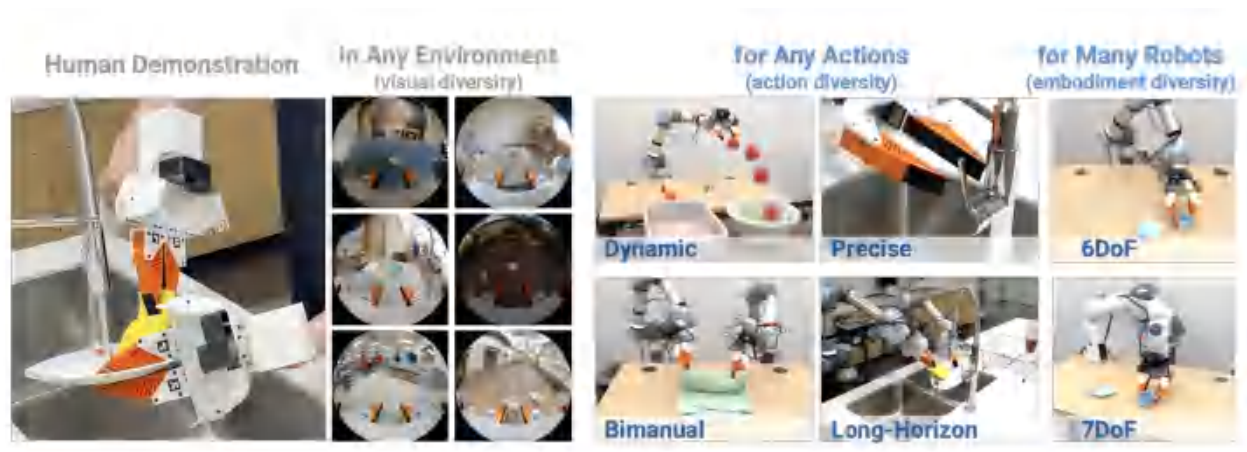 Human Demonstration
in Any Environment
(visual diversity)
for Any Actions
(action diversity)
for Many Robots
(embodiment diversity)
Dynamic
Precise
6DoF
Bimanual
Long-Horizon
7DoF